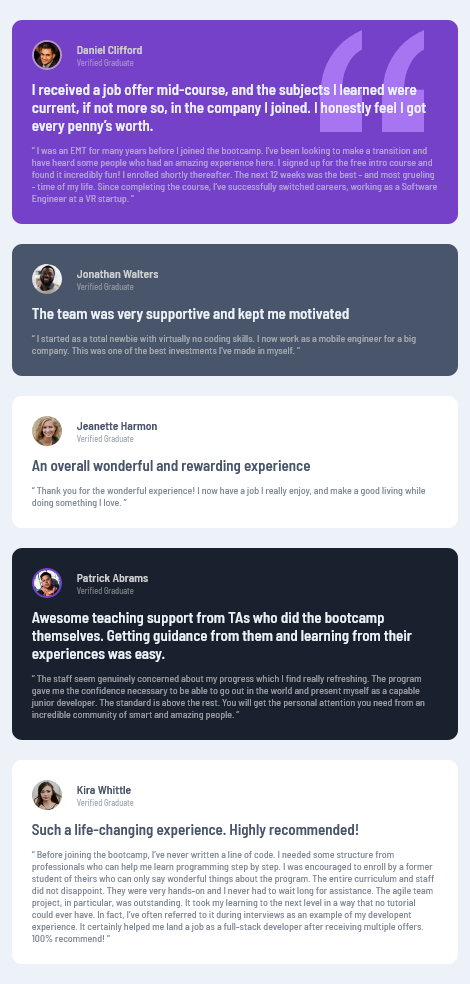 Daniel Clifford
Verified Graduate
I received a job offer mid-course, and the subjects I learned were
current, if not more so, in the company I joined. I honestly feel I got
every penny’s worth.
“ I was an EMT for many years before I joined the bootcamp. I’ve been looking to make a transition and
have heard some people who had an amazing experience here. I signed up for the free intro course and
found it incredibly fun! I enrolled shortly thereafter. The next 12 weeks was the best - and most grueling
- time of my life. Since completing the course, I’ve successfully switched careers, working as a Software
Engineer at a VR startup. ”
Jonathan Walters
Verified Graduate
The team was very supportive and kept me motivated
“ I started as a total newbie with virtually no coding skills. I now work as a mobile engineer for a big
company. This was one of the best investments I’ve made in myself. ”
Jeanette Harmon
Verified Graduate
An overall wonderful and rewarding experience
“ Thank you for the wonderful experience! I now have a job I really enjoy, and make a good living while
doing something I love. ”
Patrick Abrams
Verified Graduate
Awesome teaching support from TAs who did the bootcamp
themselves. Getting guidance from them and learning from their
experiences was easy.
“ The staff seem genuinely concerned about my progress which I find really refreshing. The program
gave me the confidence necessary to be able to go out in the world and present myself as a capable
junior developer. The standard is above the rest. You will get the personal attention you need from an
incredible community of smart and amazing people. ”
Kira Whittle
Verified Graduate
Such a life-changing experience. Highly recommended!
“ Before joining the bootcamp, I’ve never written a line of code. I needed some structure from
professionals who can help me learn programming step by step. I was encouraged to enroll by a former
student of theirs who can only say wonderful things about the program. The entire curriculum and staff
did not disappoint. They were very hands-on and I never had to wait long for assistance. The agile team
project, in particular, was outstanding. It took my learning to the next level in a way that no tutorial
could ever have. In fact, I’ve often referred to it during interviews as an example of my developent
experience. It certainly helped me land a job as a full-stack developer after receiving multiple offers.
100% recommend! ”